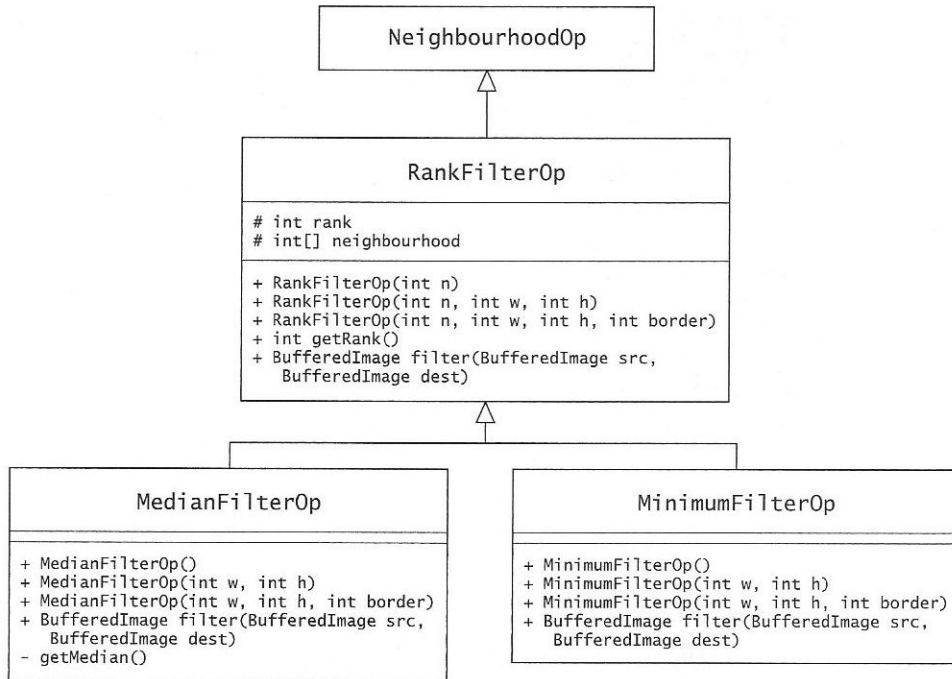 NeighbourhoodOp
RankFilterOp
# int rank
# int[] neighbourhood
+ RankFilterOp(int n)
+ RankFilterOp(int n, int w, int h)
+ RankFilterOp(int n, int w, int h, int border)
+ int getRank()
+ BufferedImage filter(BufferedImage src,
BufferedImage dest)
MedianFilterOp
+ MedianFilterOp()
+ MedianFilterOp(int w, int h)
+ MedianFilterOp(int w, int h, int border)
+ BufferedImage filter(BufferedImage src,
BufferedImage dest)
- getMedian()
MinimumFilterOp
+ MinimumFilterOp()
+ MinimumFilterOp(int w, int h)
+ MinimumFilterOp(int w, int h, int border)
+ BufferedImage filter(BufferedImage src,
BufferedImage dest)